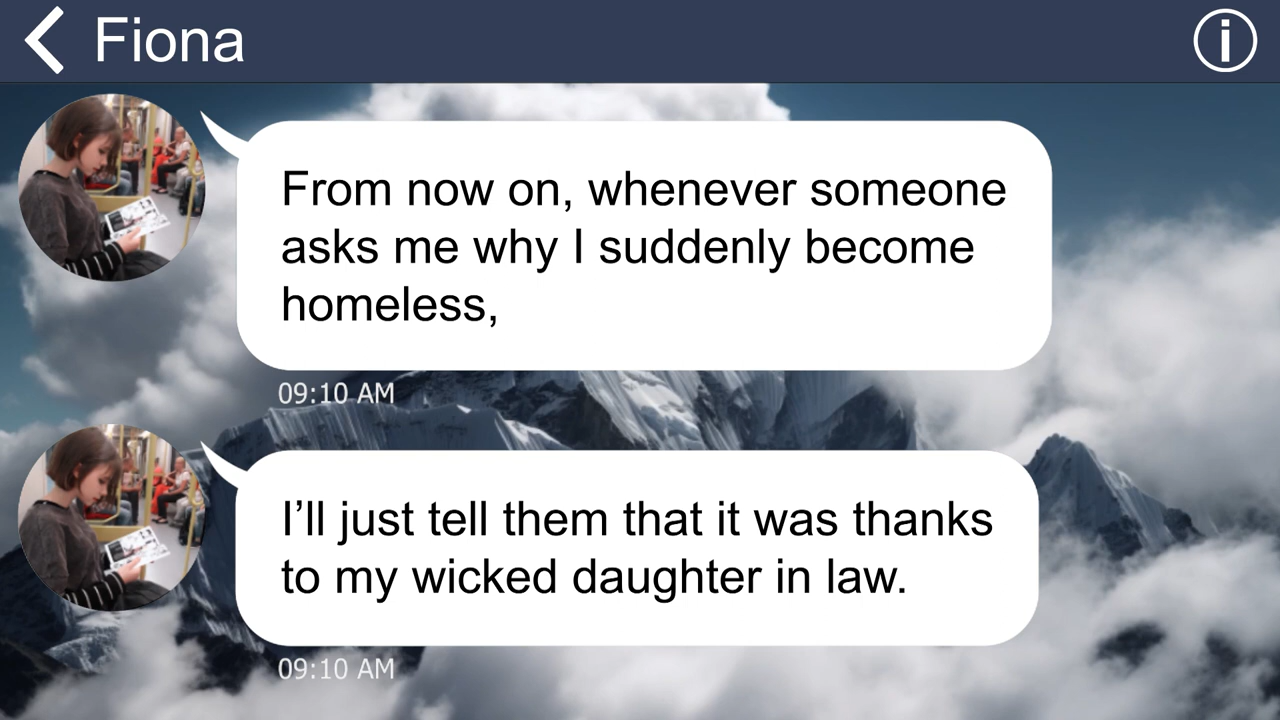 Fiona
From now on, whenever someone
asks me why I suddenly become
homeless,
09:10 AM
I’ll just tell them that it was thanks
to my wicked daughter in law.
09:10 AM